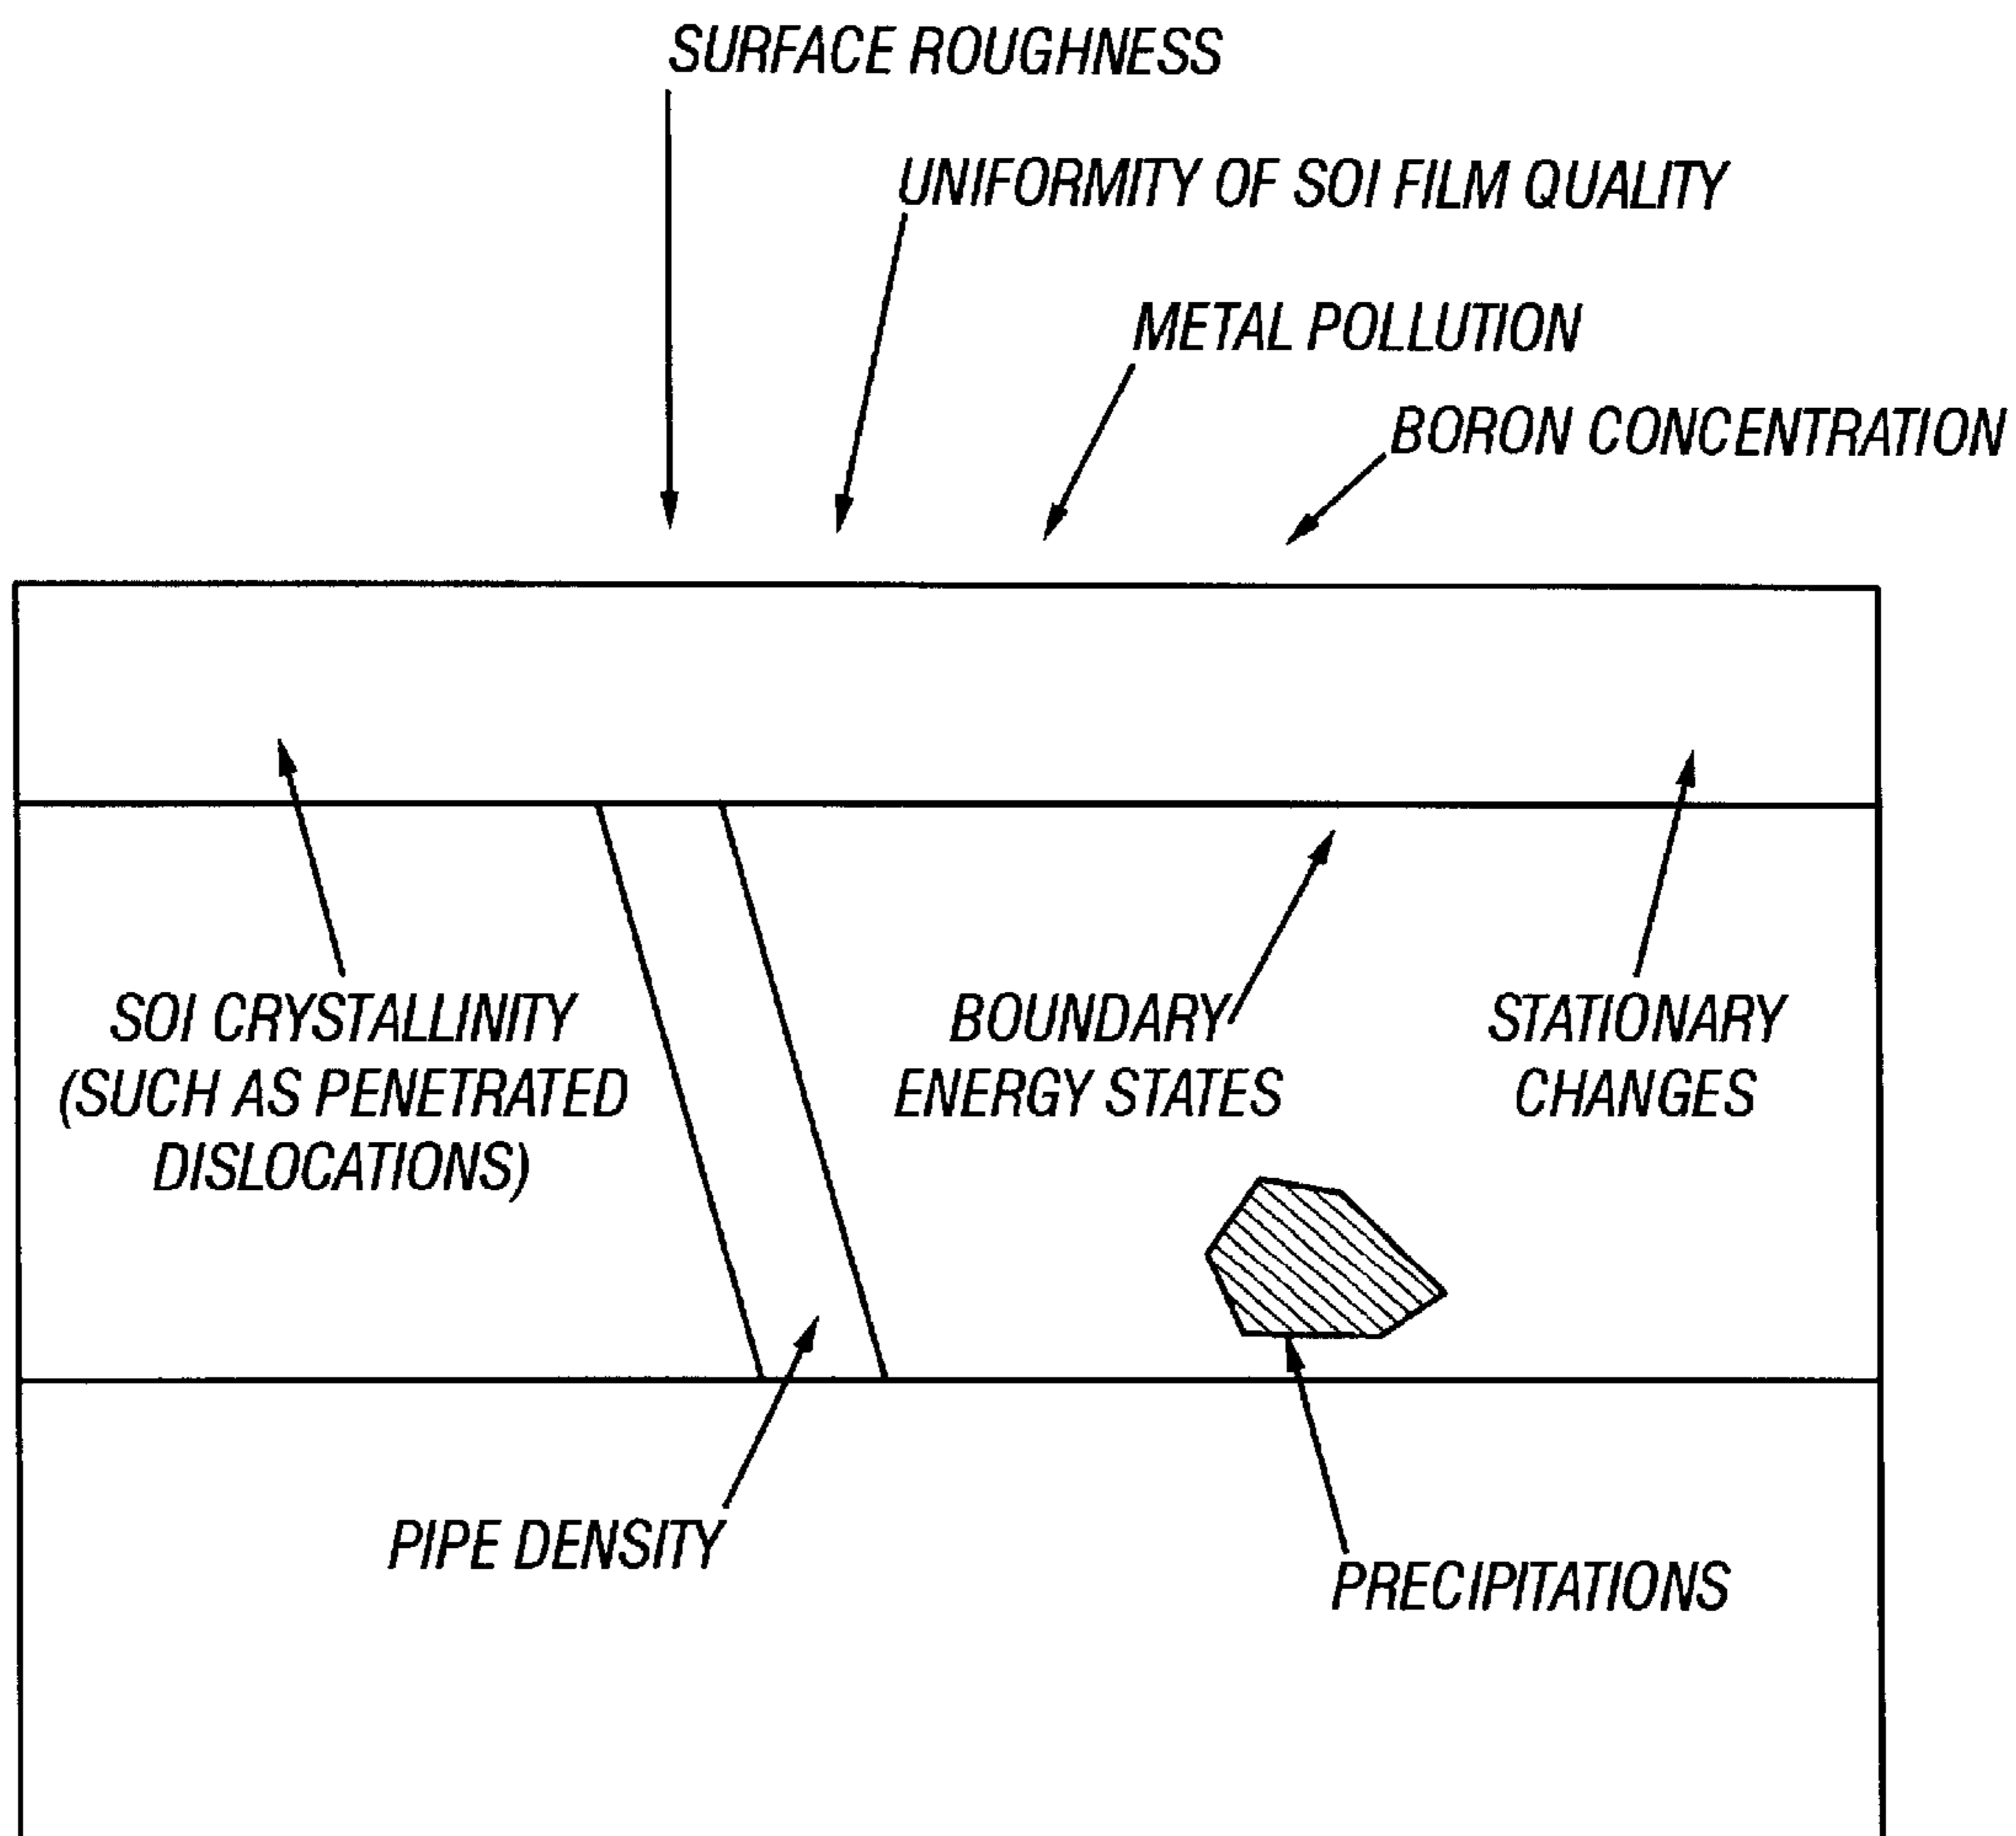 SURFACE ROUGHNESS
UNIFORMITY OF SOI FILM QUALITY
METAL POLLUTION
BORON CONCENTRATION
SOI CRYSTALLINITY
(SUCH AS PENETRATED
DISLOCATIONS)
BOUNDARY
ENERGY STATES
STATIONARY
CHANGES
PIPE DENSITY
PRECIPITATIONS